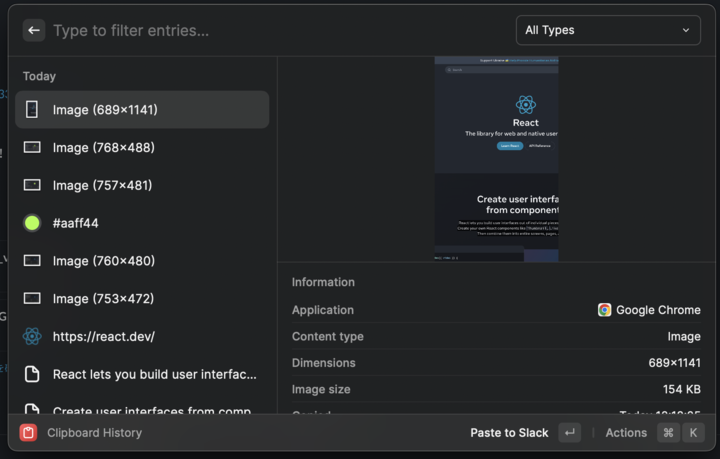 Type to filter entries...
All Types
Today
Image (689×1141)
Image (768×488)
Image (757×481)
#aaff44
Image (760×480)
Image (753×472)
https://react.dev/
React lets you build user interfac...
Create user interfaces from comp
React
The library for web and native user
Learn React
API Reference
Create user interfa
from component
Information
Application
Google Chrome
Content type
Image
Dimensions
689×1141
Image size
154 KB
Clipboard History
Paste to Slack
Actions
⌘
K